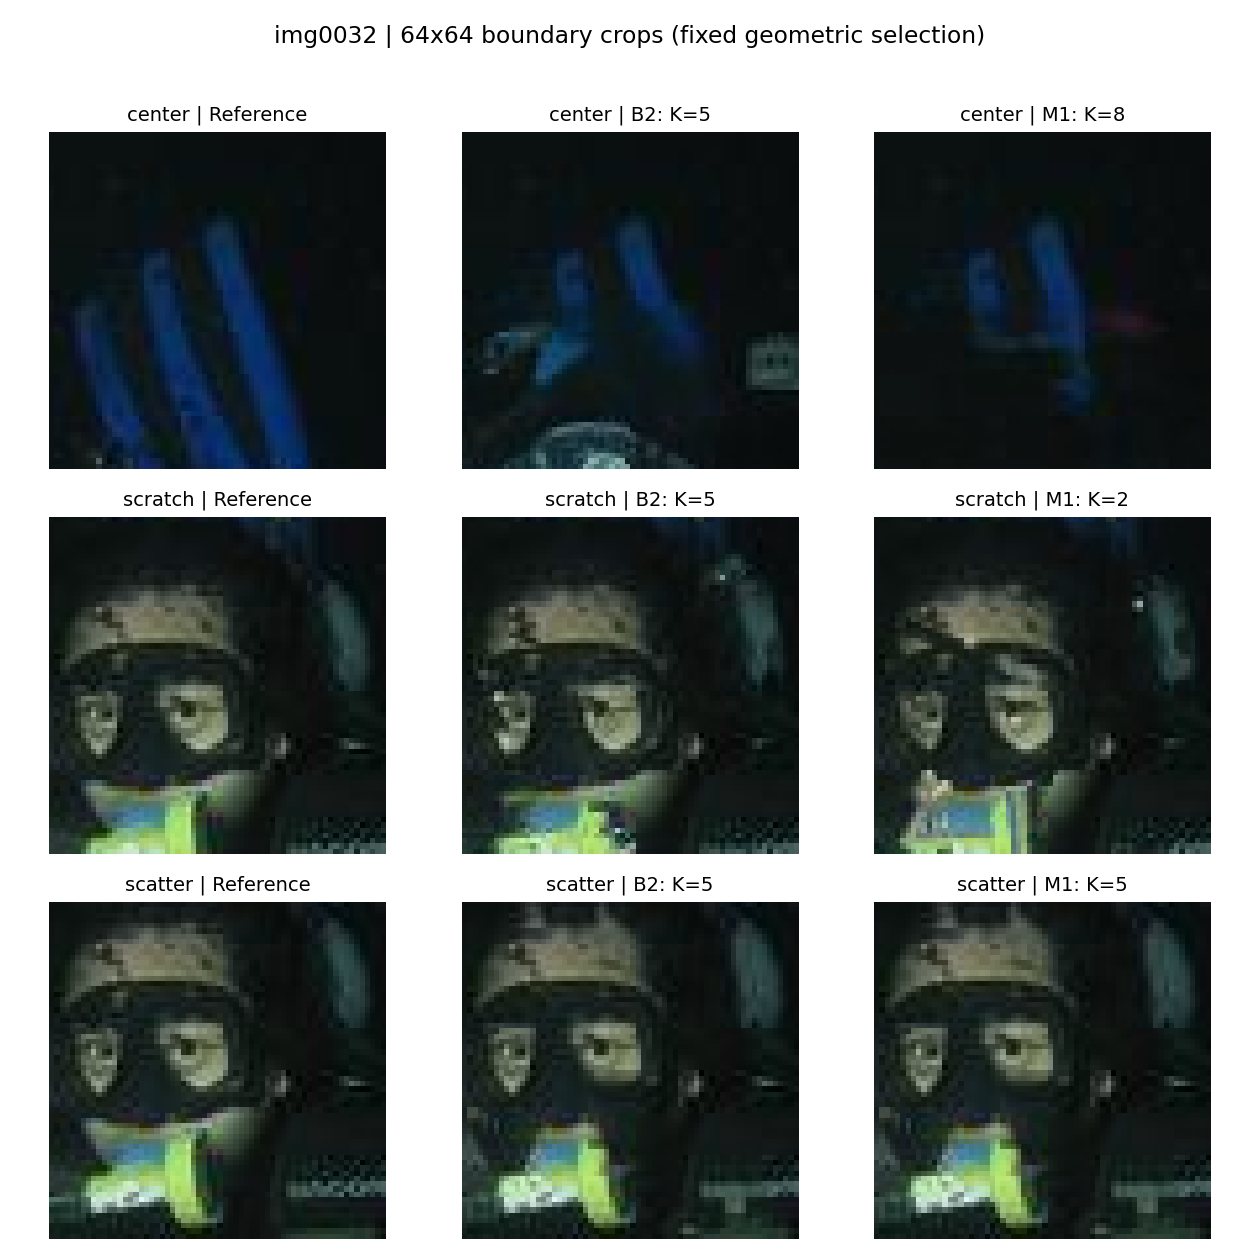 img0032 | 64x64 boundary crops (fixed geometric selection)
center | Reference
center | B2: K=5
center | M1: K=8
scratch | Reference
scratch | B2: K=5
scratch | M1: K=2
scatter | Reference
scatter | B2: K=5
scatter | M1: K=5